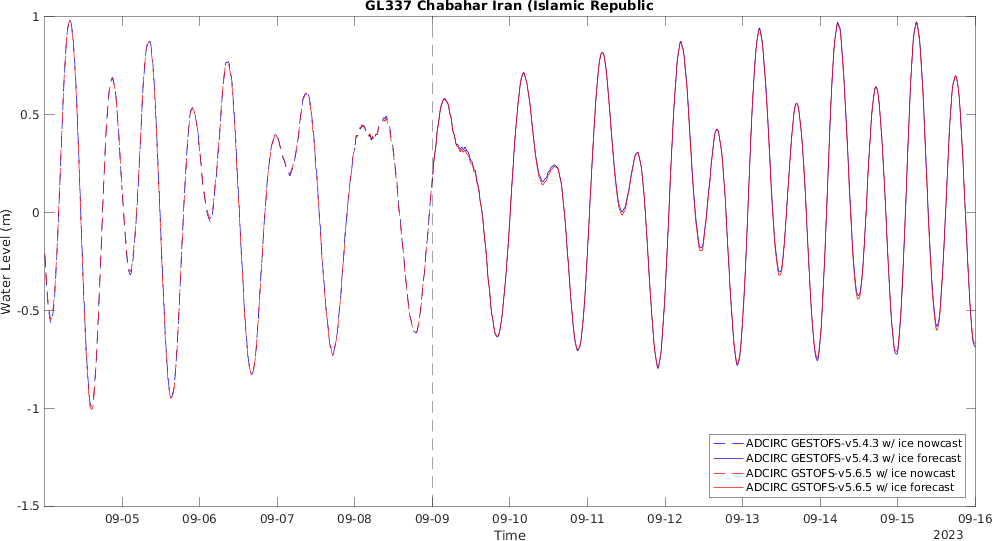 GL337 Chabahar Iran (Islamic Republic
1
0.5
0
-0.5
-1
-1.5
Water Level (m)
ADCIRC GESTOFS-v5.4.3 w/ ice nowcast
ADCIRC GESTOFS-v5.4.3 w/ ice forecast
ADCIRC GSTOFS-v5.6.5 w/ ice nowcast
ADCIRC GSTOFS-v5.6.5 w/ ice forecast
09-05 09-06 09-07 09-08 09-09 09-10 09-11 09-12 09-13 09-14 09-15 09-16
Time
2023